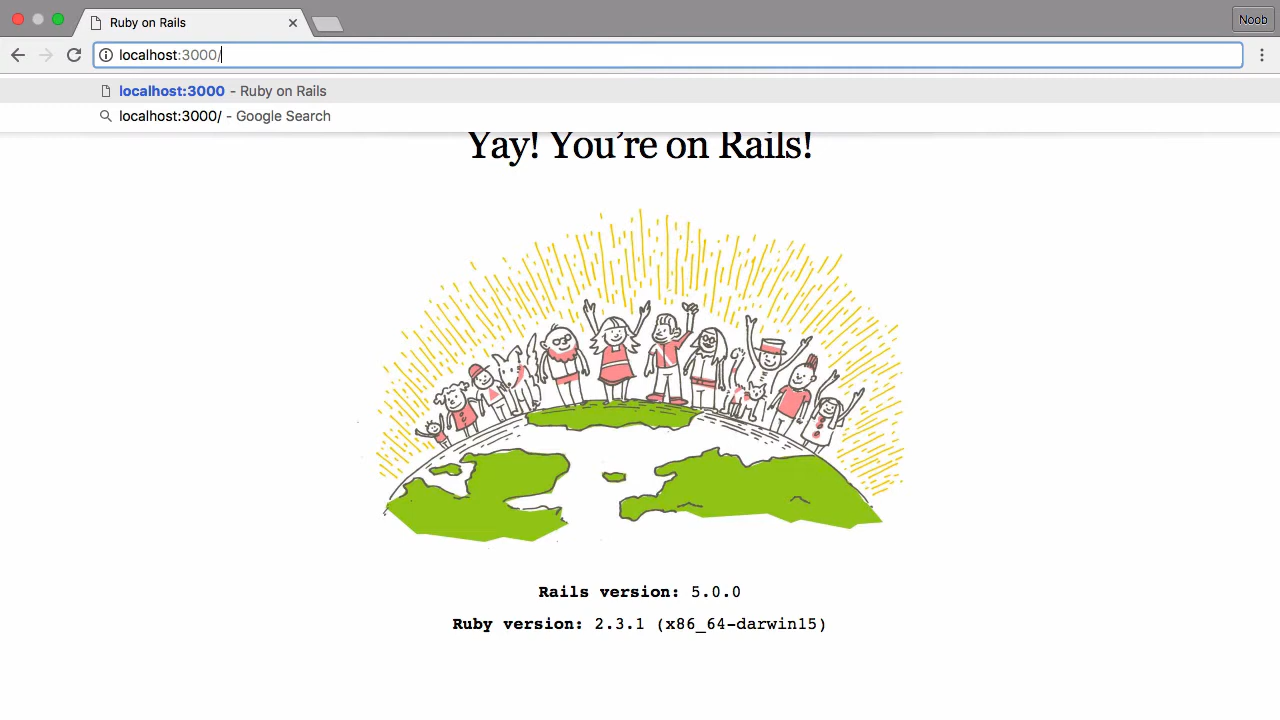 Ruby on Rails
Noob
localhost:3000/
localhost:3000 - Ruby on Rails
localhost:3000/ - Google Search
Yay! You’re on Rails!
Rails version: 5.0.0
Ruby version: 2.3.1 (x86_64-darwin15)